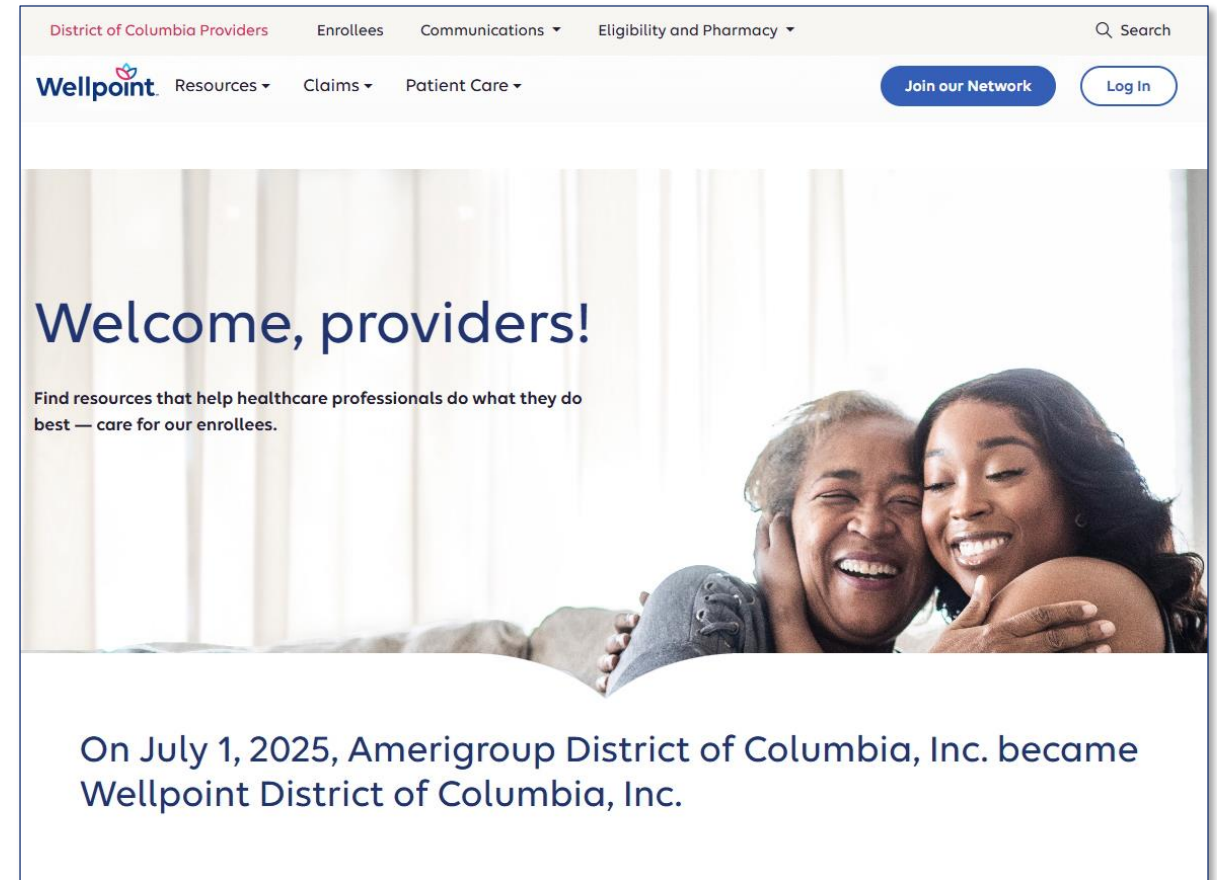 District of Columbia Providers Enrollees Communications Eligibility and Pharmacy Search
Wellpoint. Resources Claims Patient Care Join our Network Log In
Welcome, providers!
Find resources that help healthcare professionals do what they do
best — care for our enrollees.
On July 1, 2025, Amerigroup District of Columbia, Inc. became
Wellpoint District of Columbia, Inc.